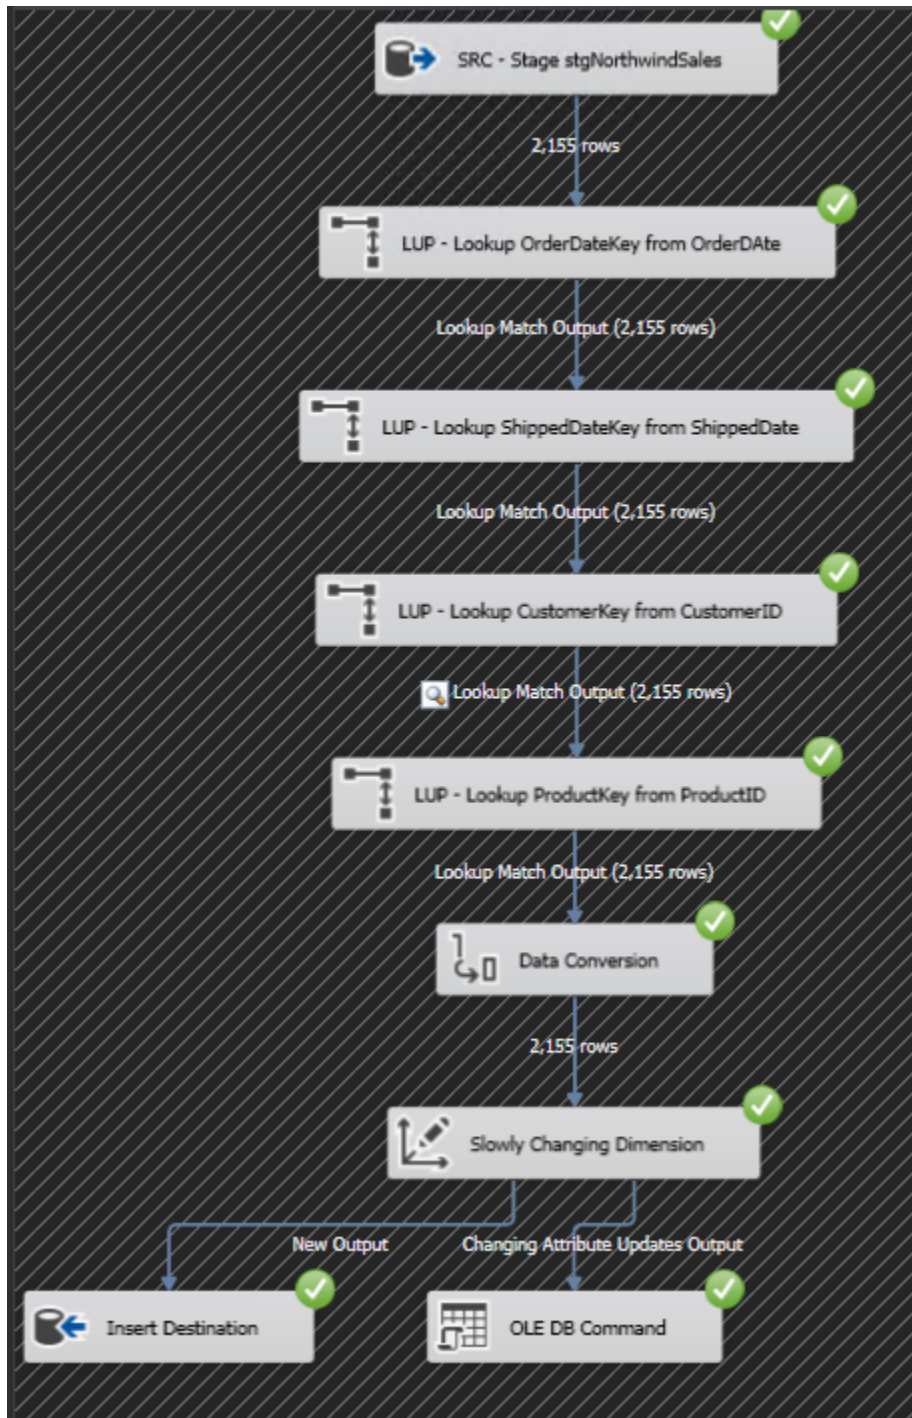 SRC - Stage stgNorthwindSales
2,155 rows
LUP - Lookup OrderDateKey from OrderDAte
Lookup Match Output (2,155 rows)
LUP - Lookup ShippedDateKey from ShippedDate
Lookup Match Output (2,155 rows)
LUP - Lookup CustomerKey from CustomerID
Lookup Match Output (2,155 rows)
LUP - Lookup ProductKey from ProductID
Lookup Match Output (2,155 rows)
Data Conversion
2,155 rows
Slowly Changing Dimension
New Output
Changing Attribute Updates Output
Insert Destination
OLE DB Command